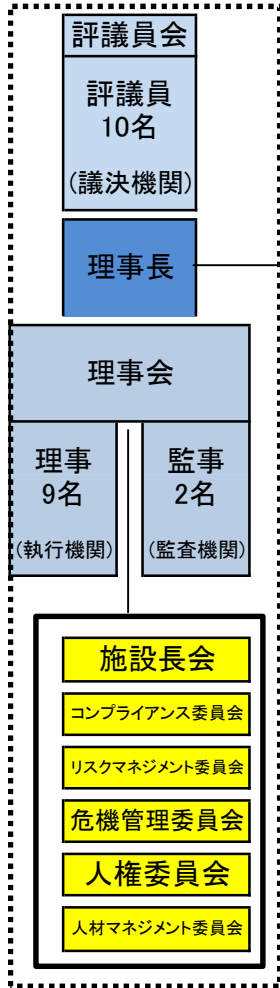 評議員会
評議員
10名
(議決機関)
理事長
理事会
理事
9名
(執行機関)
監事
2名
(監査機関)
施設長会
コンプライアンス委員会
リスクマネジメント委員会
危機管理委員会
人権委員会
人材マネジメント委員会